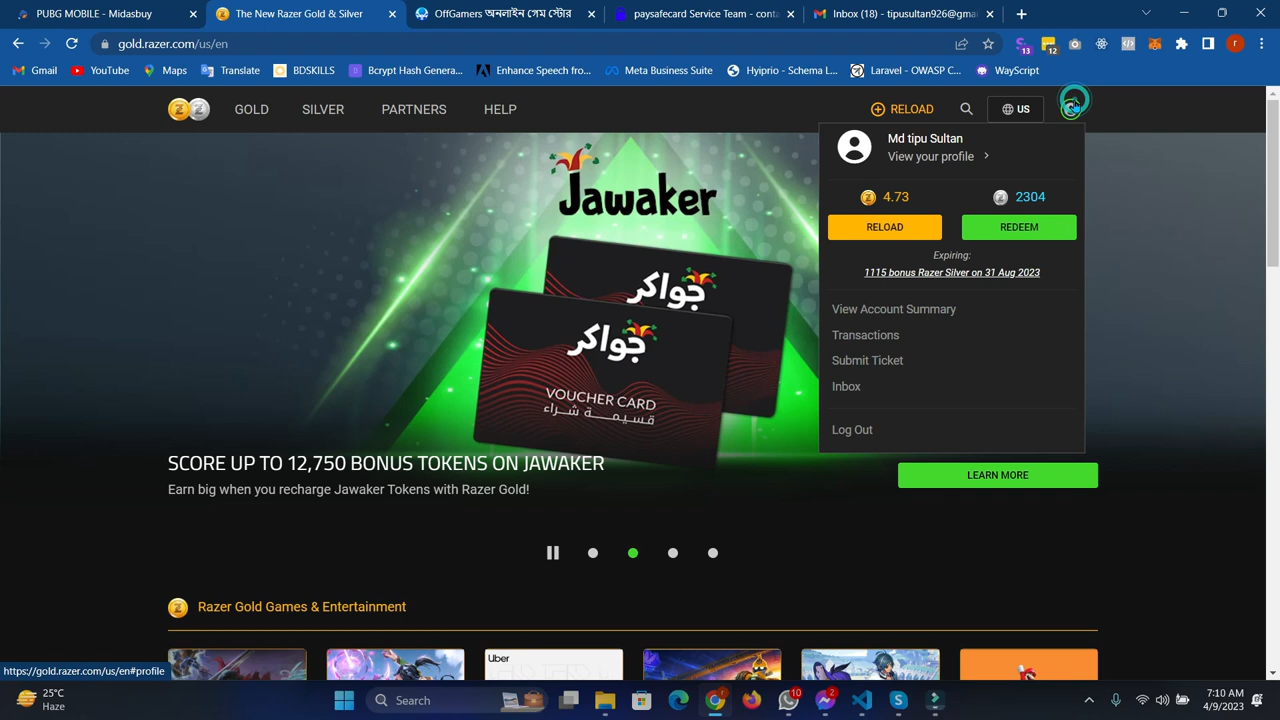 PUBG MOBILE - Midasbuy
The New Razer Gold & Silver
OffGamers অনলাইন গেম স্টোর
paysafecard Service Team - conta
Inbox (18) - tipusultan926@gma
gold.razer.com/us/en
13
12
r
Gmail
YouTube
Maps
Translate
BDSKILLS
Bcrypt Hash Genera...
Enhance Speech fro...
Meta Business Suite
Hyiprio - Schema L...
Laravel - OWASP C...
WayScript
GOLD
SILVER
PARTNERS
HELP
RELOAD
US
Md tipu Sultan
View your profile
4.73
2304
RELOAD
REDEEM
Expiring:
1115 bonus Razer Silver on 31 Aug 2023
View Account Summary
Transactions
Submit Ticket
Inbox
Log Out
Jawaker
جواكر
جواكر
VOUCHER CARD
قسيمة شراء
SCORE UP TO 12,750 BONUS TOKENS ON JAWAKER
Earn big when you recharge Jawaker Tokens with Razer Gold!
LEARN MORE
Razer Gold Games & Entertainment
Uber
https://gold.razer.com/us/en#profile
25°C
Haze
Search
10
2
7:10 AM
4/9/2023